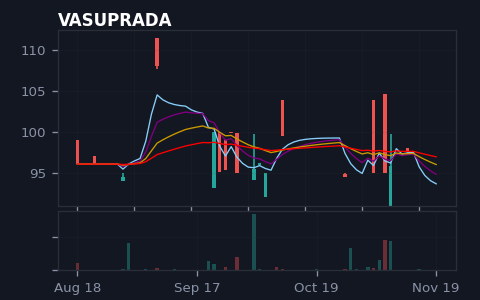 VASUPRADA
110
105
100
95
Aug 18
Sep 17
Oct 19
Nov 19